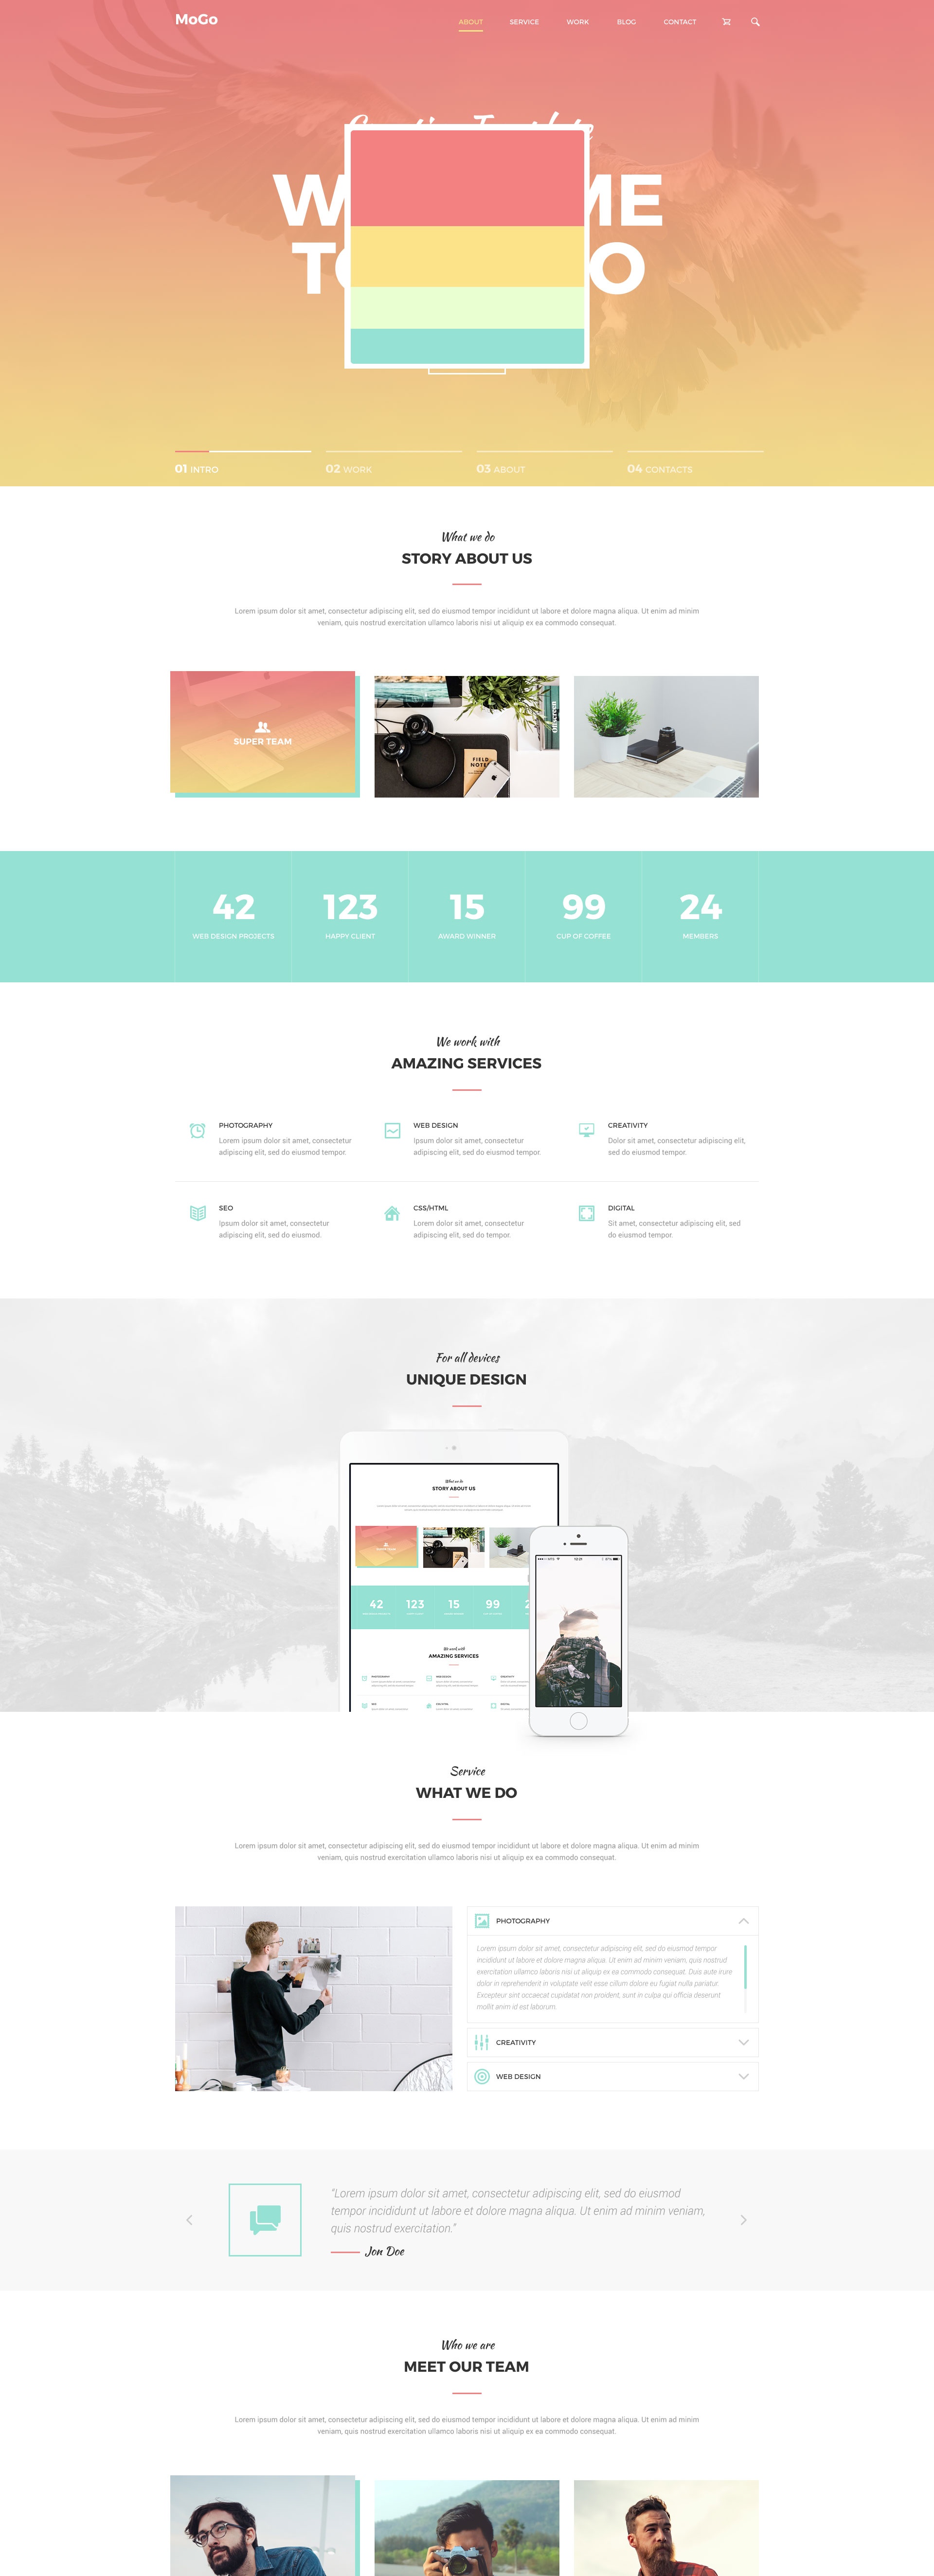 MoGo
ABOUT SERVICE WORK BLOG CONTACT
01 INTRO
02 WORK
03 ABOUT
04 CONTACTS
What we do
STORY ABOUT US
Lorem ipsum dolor sit amet, consectetur adipiscing elit, sed do eiusmod tempor incididunt ut labore et dolore magna aliqua. Ut enim ad minim
veniam, quis nostrud exercitation ullamco laboris nisi ut aliquip ex ea commodo consequat.
SUPER TEAM
FIELD
NOTES
42
WEB DESIGN PROJECTS
123
HAPPY CLIENT
15
AWARD WINNER
99
CUP OF COFFEE
24
MEMBERS
We work with
AMAZING SERVICES
PHOTOGRAPHY
Lorem ipsum dolor sit amet, consectetur
adipiscing elit, sed do eiusmod tempor.
WEB DESIGN
Ipsum dolor sit amet, consectetur
adipiscing elit, sed do eiusmod tempor.
CREATIVITY
Dolor sit amet, consectetur adipiscing elit,
sed do eiusmod tempor.
SEO
Ipsum dolor sit amet, consectetur
adipiscing elit, sed do eiusmod.
CSS/HTML
Lorem dolor sit amet, consectetur
adipiscing elit, sed do tempor.
DIGITAL
Sit amet, consectetur adipiscing elit, sed
do eiusmod tempor.
For all devices
UNIQUE DESIGN
What we do
STORY ABOUT US
42 123 15 99
We work with
AMAZING SERVICES
Service
WHAT WE DO
Lorem ipsum dolor sit amet, consectetur adipiscing elit, sed do eiusmod tempor incididunt ut labore et dolore magna aliqua. Ut enim ad minim
veniam, quis nostrud exercitation ullamco laboris nisi ut aliquip ex ea commodo consequat.
PHOTOGRAPHY
Lorem ipsum dolor sit amet, consectetur adipiscing elit, sed do eiusmod tempor
incididunt ut labore et dolore magna aliqua. Ut enim ad minim veniam, quis nostrud
exercitation ullamco laboris nisi ut aliquip ex ea commodo consequat. Duis aute irure
dolor in reprehenderit in voluptate velit esse cillum dolore eu fugiat nulla pariatur.
Excepteur sint occaecat cupidatat non proident, sunt in culpa qui officia deserunt
mollit anim id est laborum.
CREATIVITY
WEB DESIGN
“Lorem ipsum dolor sit amet, consectetur adipiscing elit, sed do eiusmod
tempor incididunt ut labore et dolore magna aliqua. Ut enim ad minim veniam,
quis nostrud exercitation.”
Jon Doe
Who we are
MEET OUR TEAM
Lorem ipsum dolor sit amet, consectetur adipiscing elit, sed do eiusmod tempor incididunt ut labore et dolore magna aliqua. Ut enim ad minim
veniam, quis nostrud exercitation ullamco laboris nisi ut aliquip ex ea commodo consequat.